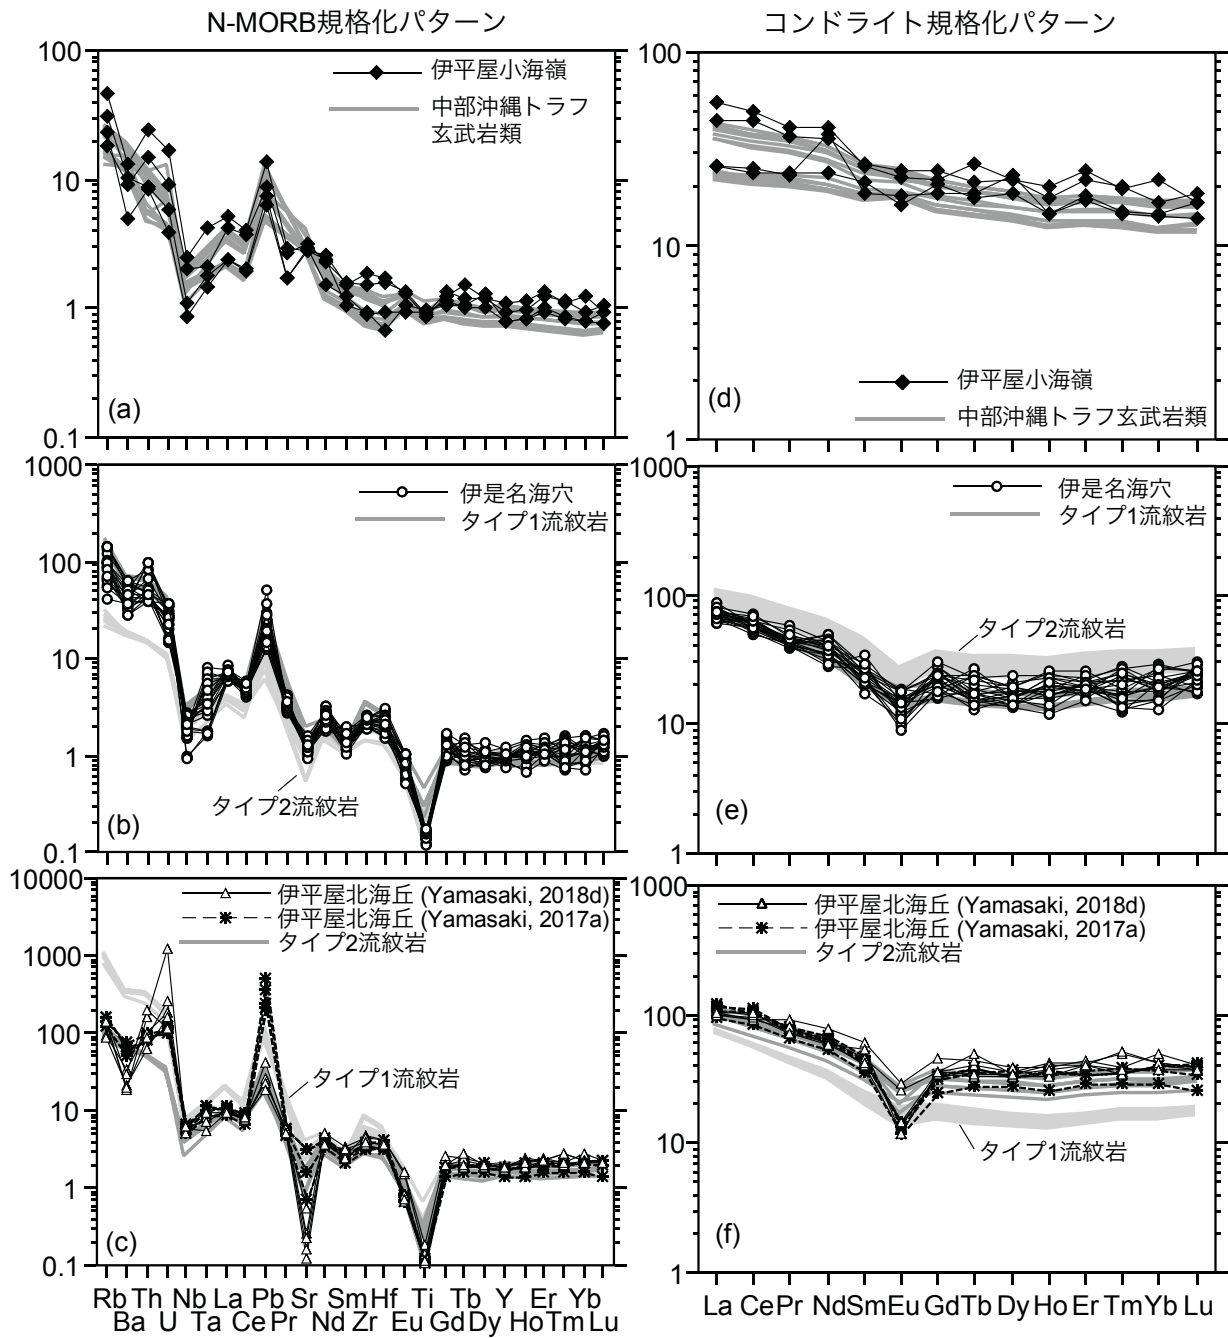 N-MORB規格化パターン
コンドライト規格化パターン
100
10
1
0.1
伊平屋小海嶺
中部沖縄トラフ
玄武岩類
(a)
100
10
1
伊平屋小海嶺
中部沖縄トラフ玄武岩類
(d)
1000
100
10
1
0.1
伊是名海穴
タイプ1流紋岩
タイプ2流紋岩
(b)
1000
100
10
1
伊是名海穴
タイプ1流紋岩
タイプ2流紋岩
(e)
10000
1000
100
10
1
0.1
伊平屋北海丘 (Yamasaki, 2018d)
伊平屋北海丘 (Yamasaki, 2017a)
タイプ2流紋岩
タイプ1流紋岩
(c)
1000
100
10
1
伊平屋北海丘 (Yamasaki, 2018d)
伊平屋北海丘 (Yamasaki, 2017a)
タイプ2流紋岩
タイプ1流紋岩
(f)
Rb Th Nb La Pb Sr Sm Hf Ti Tb Y Er Yb
Ba U Ta Ce Pr Nd Zr Eu Gd Dy Ho Tm Lu
La Ce Pr Nd Sm Eu Gd Tb Dy Ho Er Tm Yb Lu